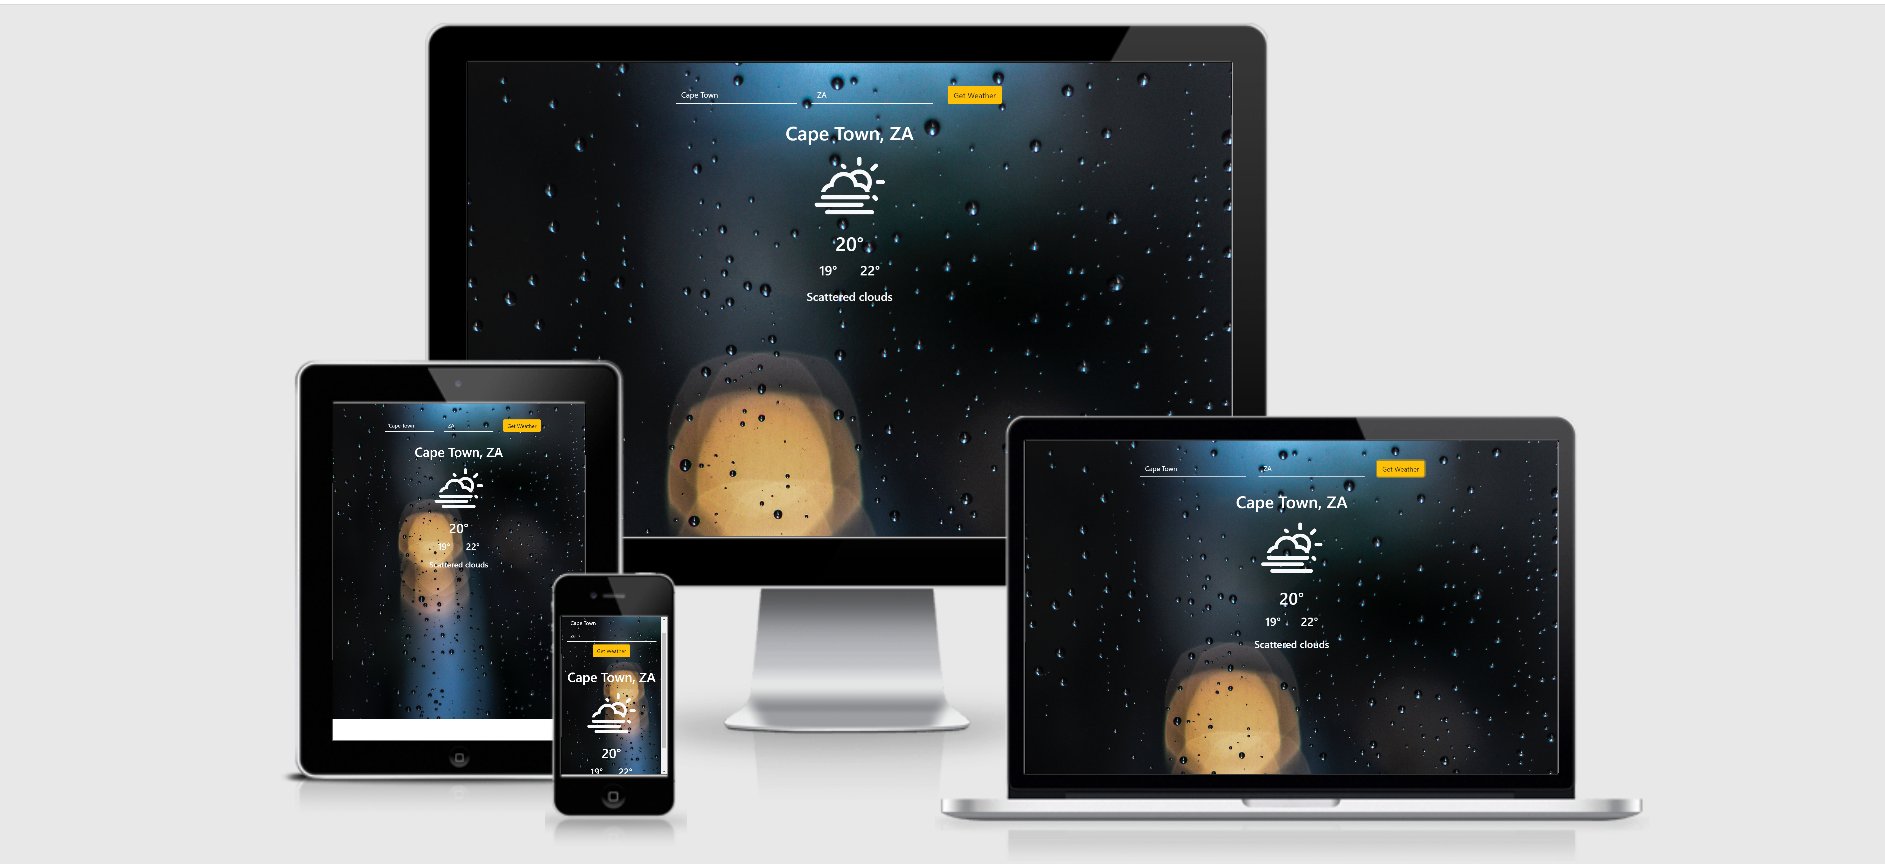 Cape Town ZA Get Weather
Cape Town, ZA
20°
19° 22°
Scattered clouds
Cape Town ZA Get Weather
Cape Town, ZA
20°
19° 22°
Scattered clouds
Cape Town
ZA
Get Weather
Cape Town, ZA
20°
19° 22°
Cape Town ZA Get Weather
Cape Town, ZA
20°
19° 22°
Scattered clouds